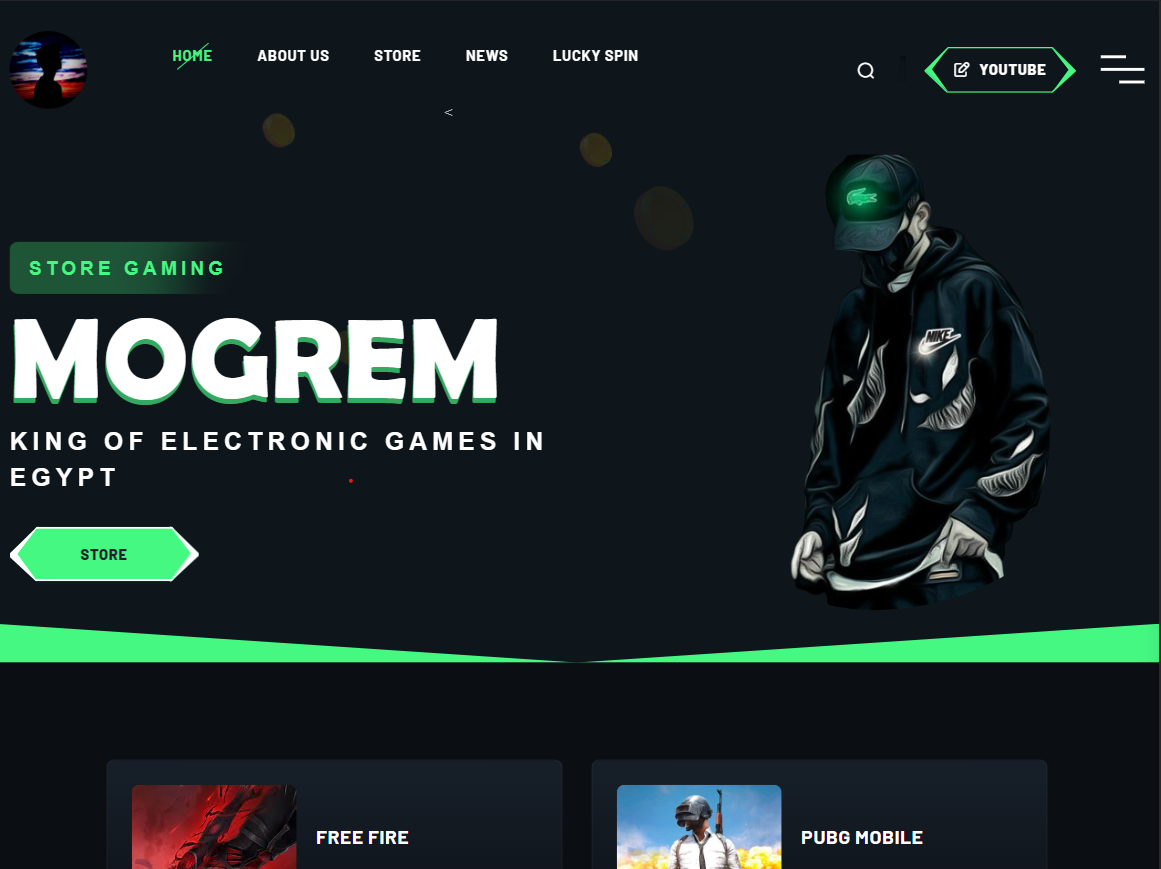 HOME ABOUT US STORE NEWS LUCKY SPIN
YOUTUBE
<
STORE GAMING
MOGREM
KING OF ELECTRONIC GAMES IN
EGYPT
STORE
NIKE
FREE FIRE
PUBG MOBILE